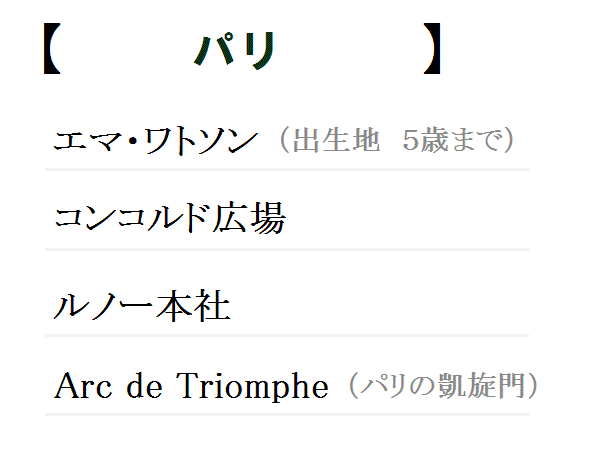 【 パリ 】
エマ・ワトソン（出生地 5歳まで）
コンコルド広場
ルノー本社
Arc de Triomphe（パリの凱旋門）